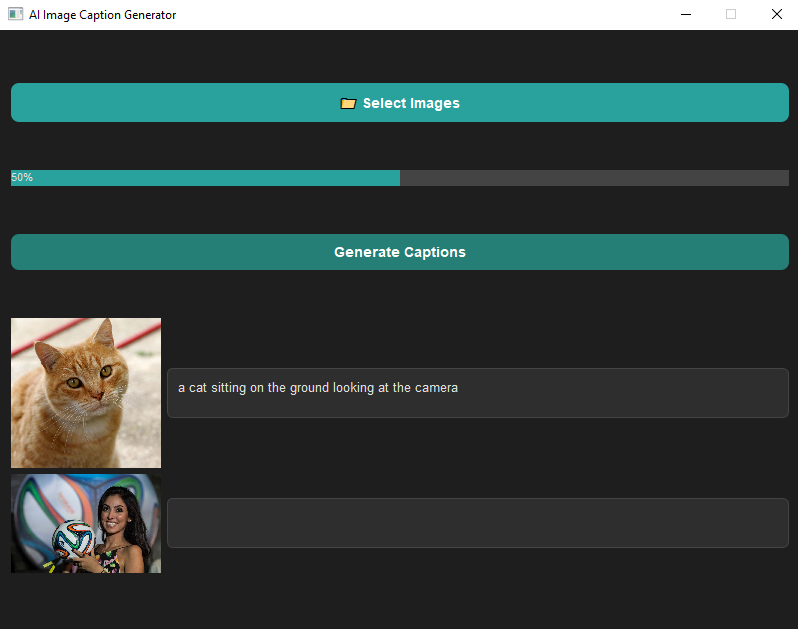 AI Image Caption Generator
Select Images
50%
Generate Captions
a cat sitting on the ground looking at the camera